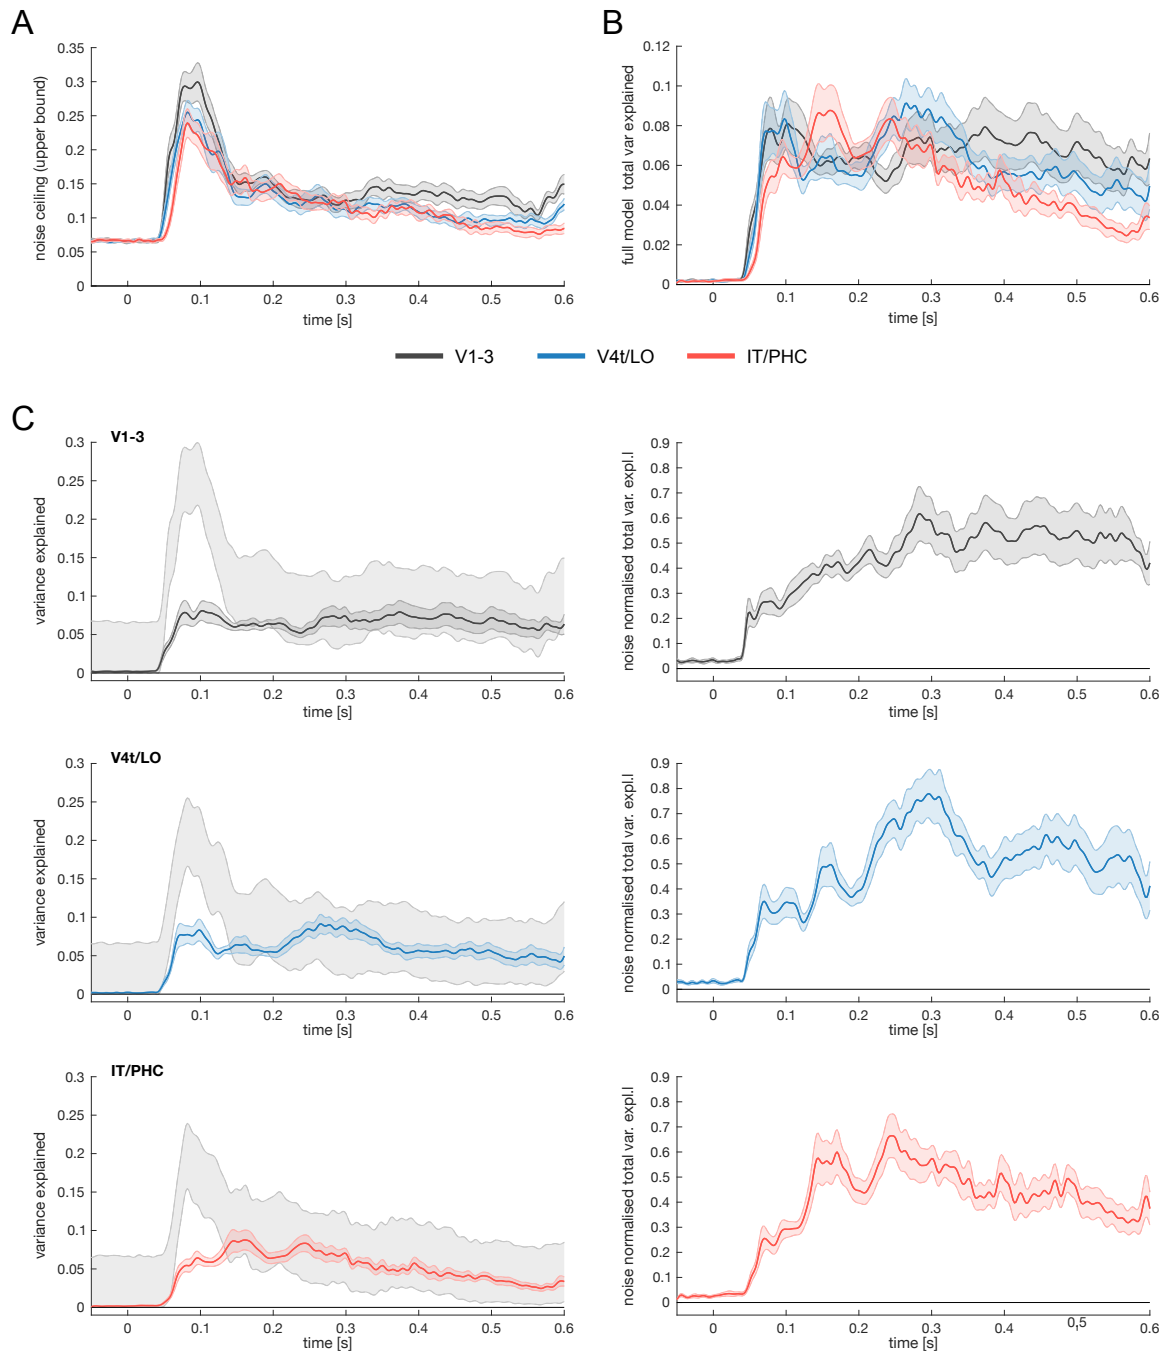 A
B
0.35
0.3
0.25
0.2
0.15
0.1
0.05
0
noise ceiling (upper bound)
0 0.1 0.2 0.3 0.4 0.5 0.6
time [s]
0.12
0.1
0.08
0.06
0.04
0.02
0
full model total var explained
0 0.1 0.2 0.3 0.4 0.5 0.6
time [s]
V1-3 V4t/LO IT/PHC
C
V1-3
0.3
0.25
0.2
0.15
0.1
0.05
0
variance explained
0 0.1 0.2 0.3 0.4 0.5 0.6
time [s]
0.9
0.8
0.7
0.6
0.5
0.4
0.3
0.2
0.1
0
noise normalised total var. expl.l
0 0.1 0.2 0.3 0.4 0.5 0.6
time [s]
V4t/LO
0.3
0.25
0.2
0.15
0.1
0.05
0
variance explained
0 0.1 0.2 0.3 0.4 0.5 0.6
time [s]
0.9
0.8
0.7
0.6
0.5
0.4
0.3
0.2
0.1
0
noise normalised total var. expl.l
0 0.1 0.2 0.3 0.4 0.5 0.6
time [s]
IT/PHC
0.3
0.25
0.2
0.15
0.1
0.05
0
variance explained
0 0.1 0.2 0.3 0.4 0.5 0.6
time [s]
0.9
0.8
0.7
0.6
0.5
0.4
0.3
0.2
0.1
0
noise normalised total var. expl.l
0 0.1 0.2 0.3 0.4 0,5 0.6
time [s]